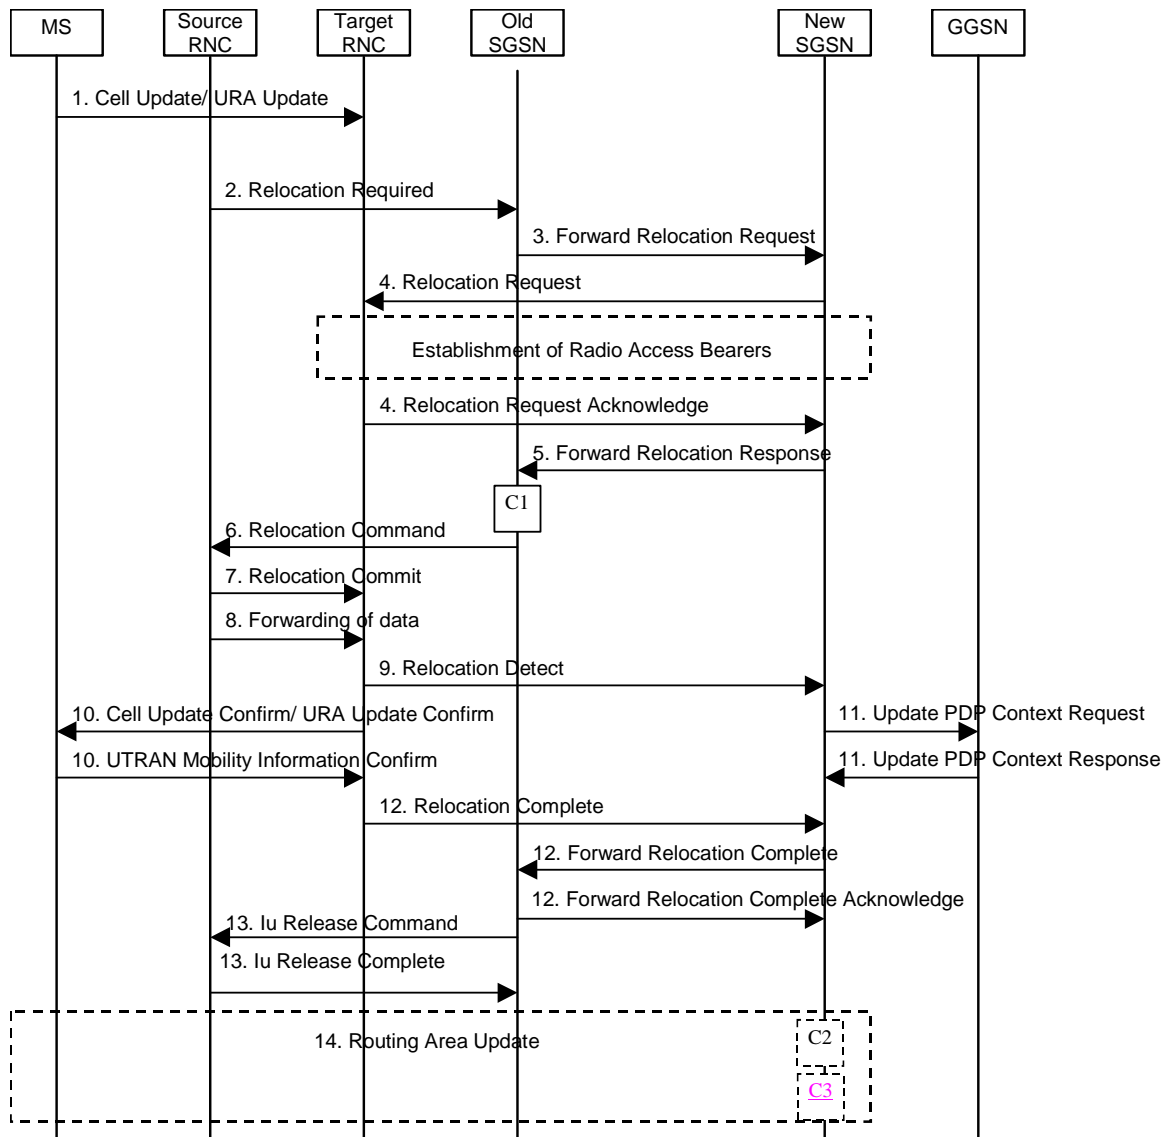 MS
Source
RNC
Target
RNC
Old
SGSN
New
SGSN
GGSN
1. Cell Update/ URA Update
2. Relocation Required
3. Forward Relocation Request
4. Relocation Request
Establishment of Radio Access Bearers
4. Relocation Request Acknowledge
5. Forward Relocation Response
C1
6. Relocation Command
7. Relocation Commit
8. Forwarding of data
9. Relocation Detect
10. Cell Update Confirm/ URA Update Confirm
11. Update PDP Context Request
10. UTRAN Mobility Information Confirm
11. Update PDP Context Response
12. Relocation Complete
12. Forward Relocation Complete
12. Forward Relocation Complete Acknowledge
13. Iu Release Command
13. Iu Release Complete
14. Routing Area Update
C2
C3